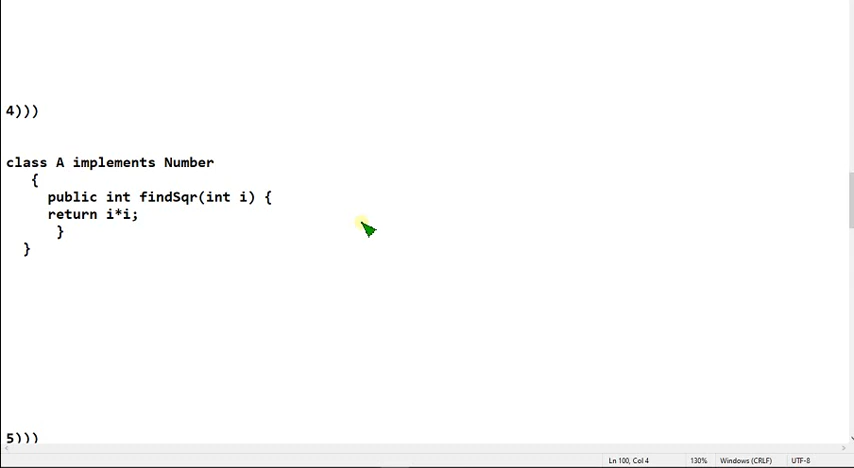 4)))
class A implements Number
{
public int findSqr(int i) {
return i*i;
}
}
5)))
Ln 100, Col 4 130% Windows (CRLF) UTF-8